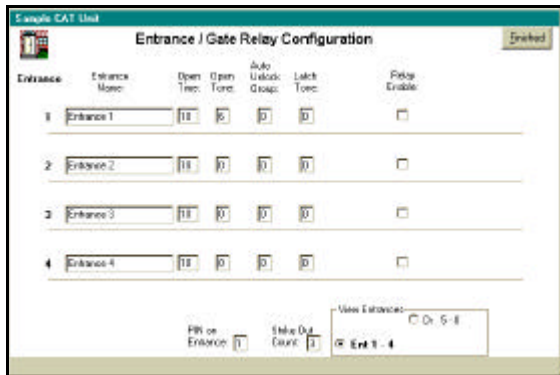 Sample CAT Unit
Entrance / Gate Relay Configuration
Finished
Entrance
Entrance Name:
Open Time:
Open Tone:
Auto Unlock Group:
Latch Tone:
Relay Enable:
1 Entrance 1 10 6 0 0
2 Entrance 2 10 0 0 0
3 Entrance 3 10 0 0 0
4 Entrance 4 10 0 0 0
PIN on Entrance: 1
Strike Out Count: 3
View Entrances
Ent 1 - 4